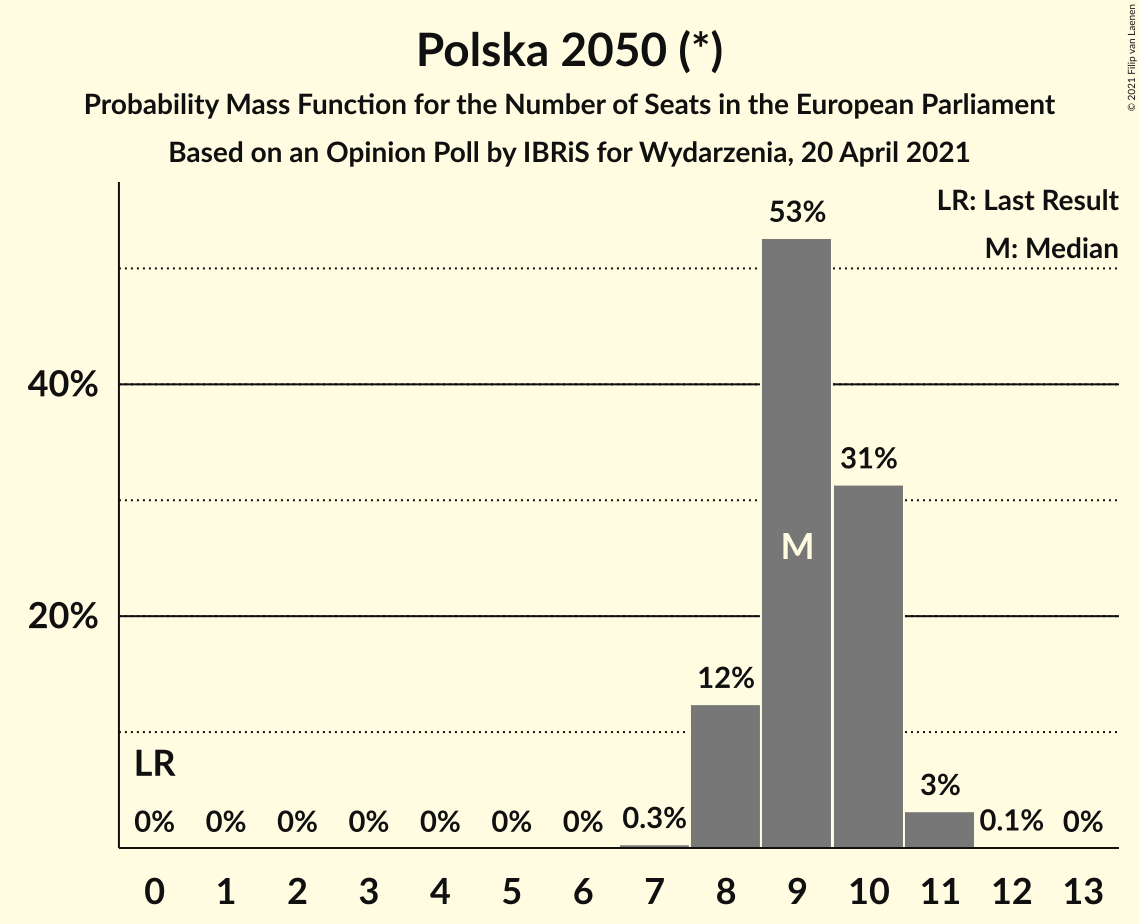 Polska 2050 (*)
Probability Mass Function for the Number of Seats in the European Parliament
Based on an Opinion Poll by IBRiS for Wydarzenia, 20 April 2021
© 2021 Filip van Laenen
LR: Last Result
M: Median
53%
40%
31%
M
20%
12%
LR
3%
0% 0% 0% 0% 0% 0% 0% 0.3% 0.1% 0%
0 1 2 3 4 5 6 7 8 9 10 11 12 13